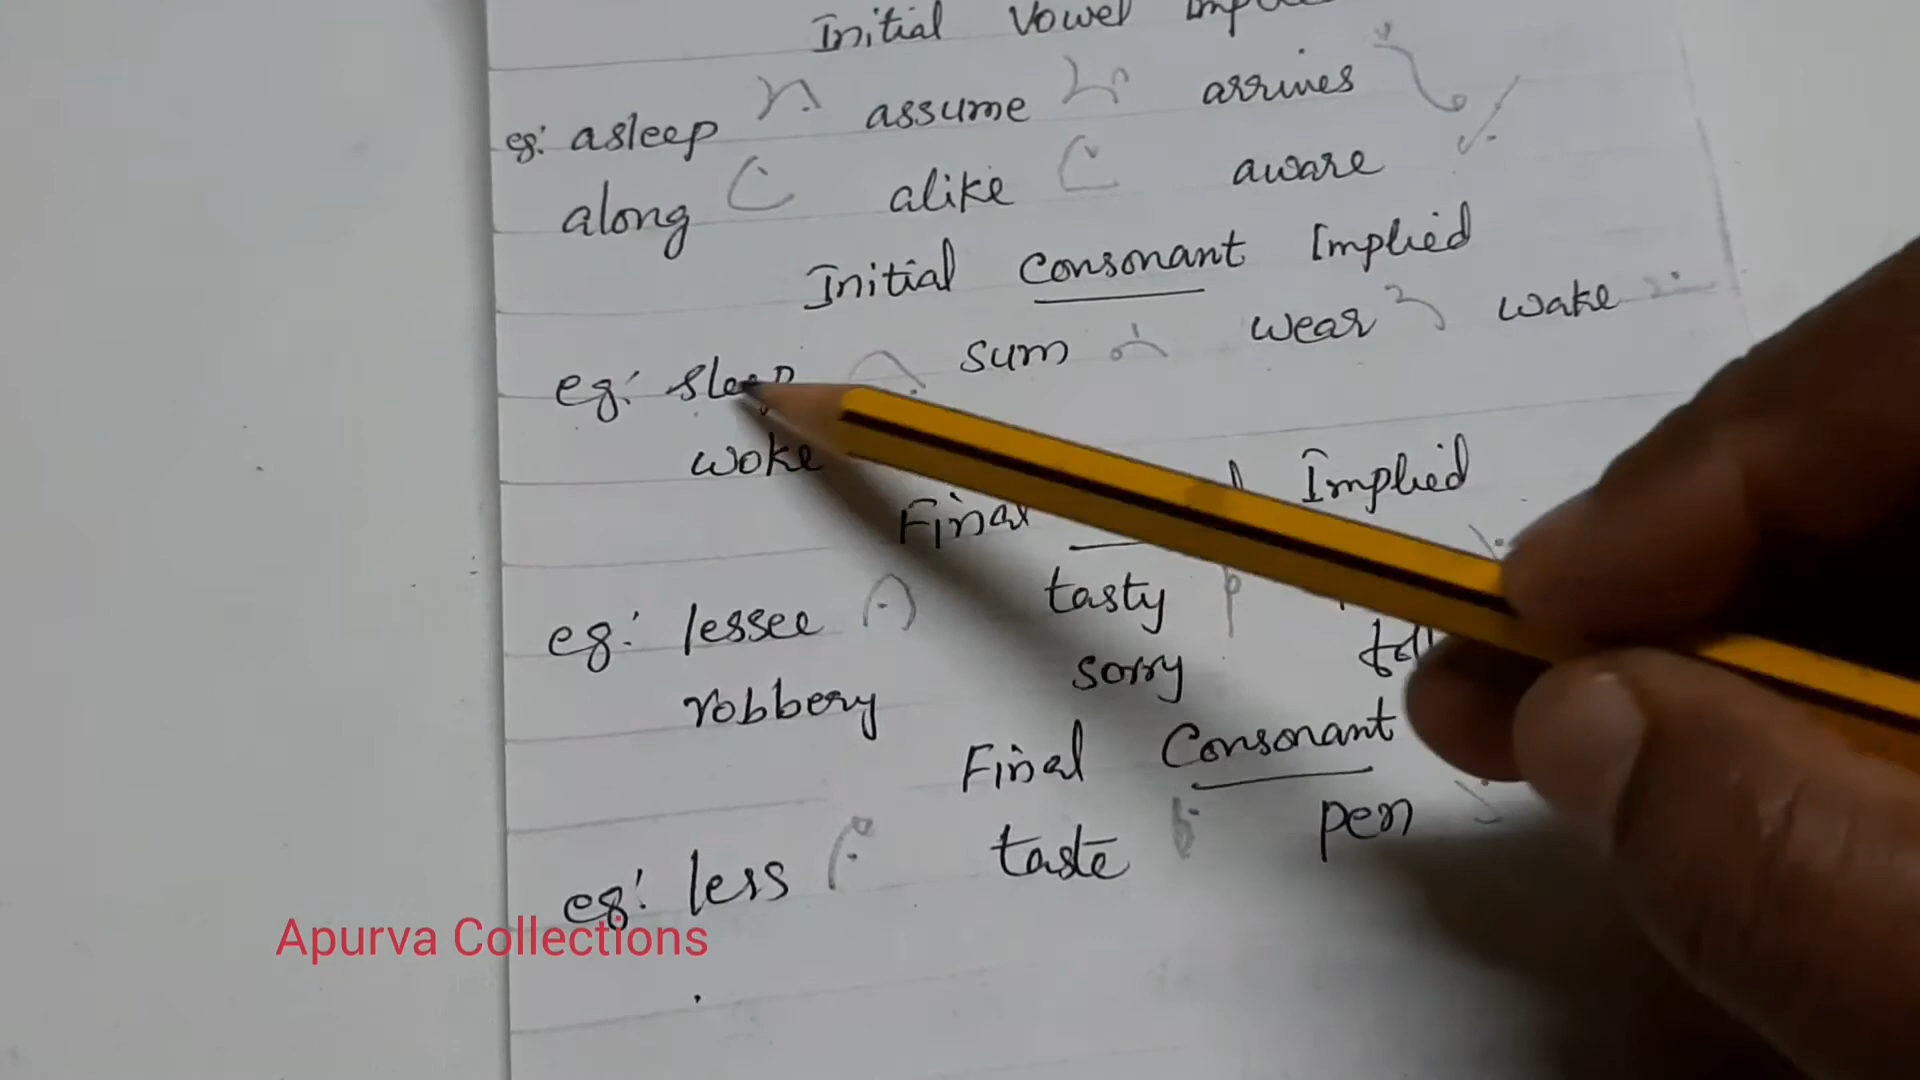 Initial Vowel
eg: asleep assume arrives
along alike aware
Initial Consonant Implied
eg: sleep sum wear wake
woke
Final Implied
eg: lessee tasty
robbery sorry
Final Consonant
eg: less taste pen
Apurva Collections